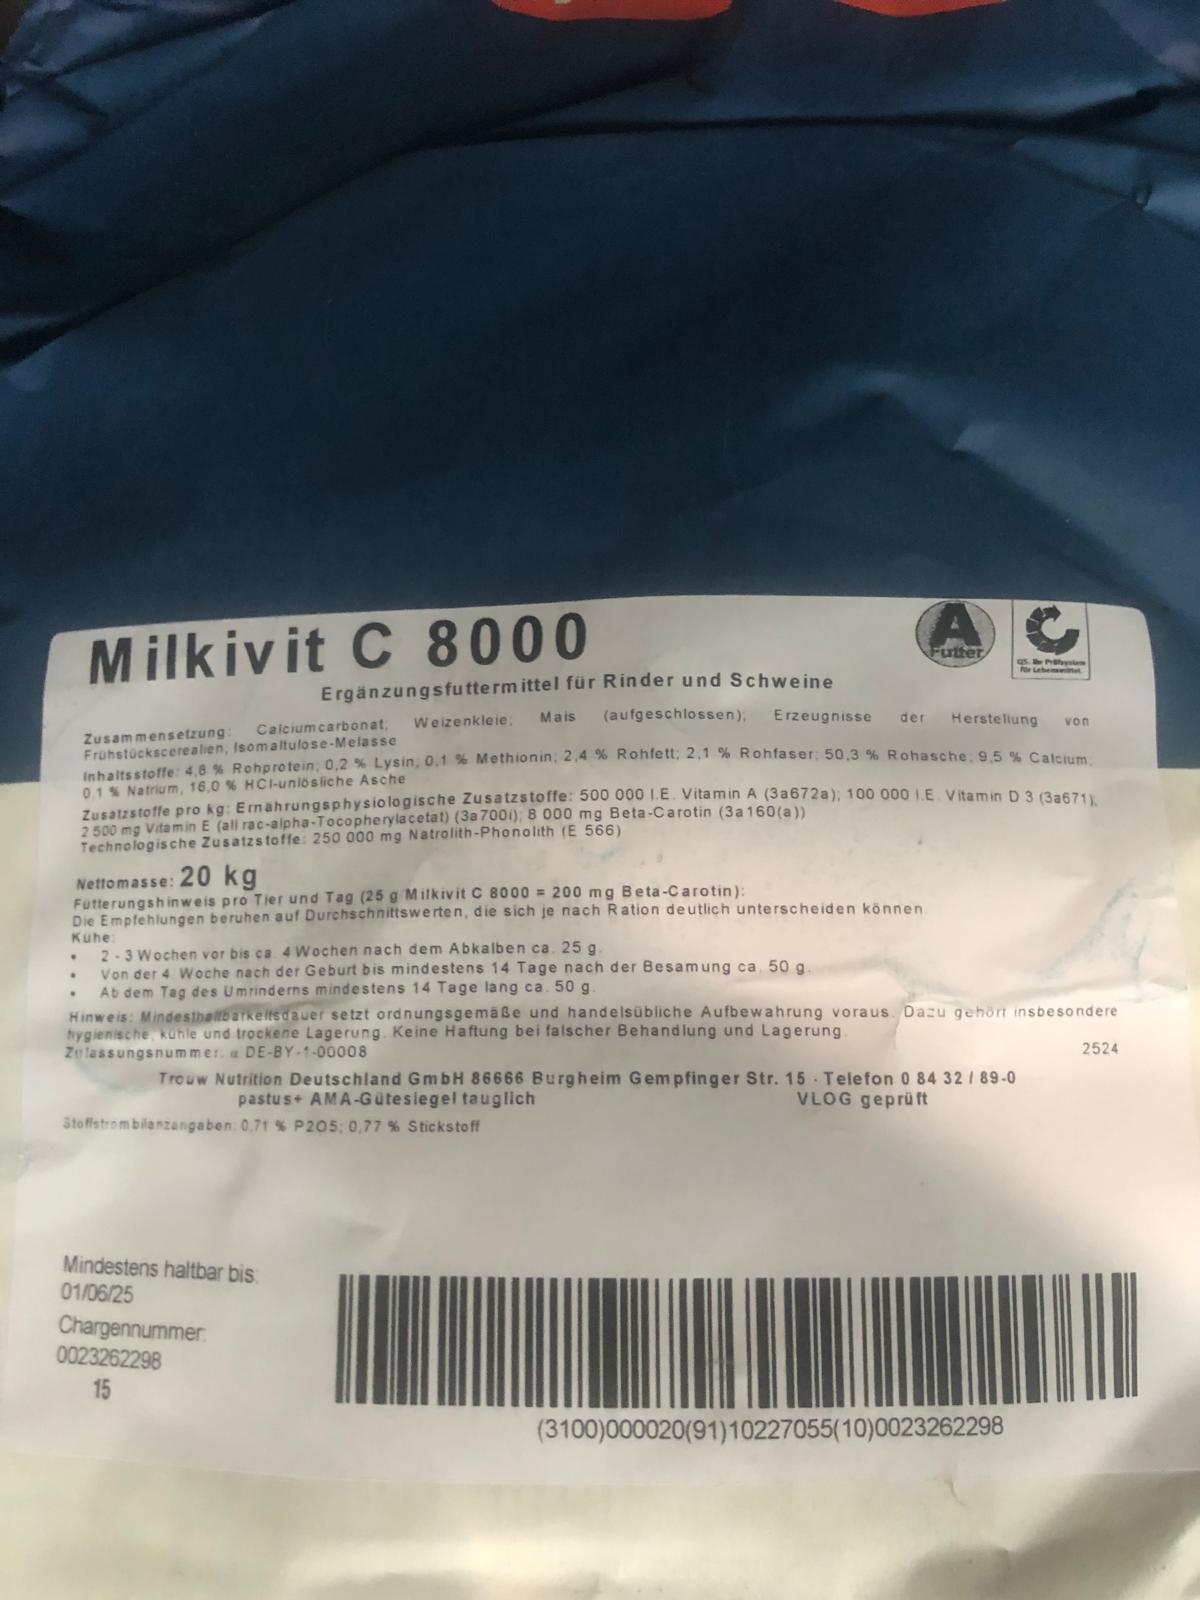 Milkivit C 8000
A
Futter
QS. Ihr Prüfsystem
für Lebensmittel.
Ergänzungsfuttermittel für Rinder und Schweine
Zusammensetzung: Calciumcarbonat; Weizenkleie; Mais (aufgeschlossen); Erzeugnisse der Herstellung von
Frühstückscerealien, Isomaltulose-Melasse
Inhaltsstoffe: 4,8 % Rohprotein; 0,2 % Lysin; 0,1 % Methionin; 2,4 % Rohfett; 2,1 % Rohfaser; 50,3 % Rohasche; 9,5 % Calcium;
0,1 % Natrium, 16,0 % HCl-unlösliche Asche
Zusatzstoffe pro kg: Ernährungsphysiologische Zusatzstoffe: 500 000 I.E. Vitamin A (3a672a); 100 000 I.E. Vitamin D 3 (3a671);
2 500 mg Vitamin E (all rac-alpha-Tocopherylacetat) (3a700i); 8 000 mg Beta-Carotin (3a160(a))
Technologische Zusatzstoffe: 250 000 mg Natrolith-Phonolith (E 566)
Nettomasse: 20 kg
Fütterungshinweis pro Tier und Tag (25 g Milkivit C 8000 = 200 mg Beta-Carotin):
Die Empfehlungen beruhen auf Durchschnittswerten, die sich je nach Ration deutlich unterscheiden können.
Kühe:
• 2 - 3 Wochen vor bis ca. 4 Wochen nach dem Abkalben ca. 25 g.
• Von der 4. Woche nach der Geburt bis mindestens 14 Tage nach der Besamung ca. 50 g.
• Ab dem Tag des Umrinderns mindestens 14 Tage lang ca. 50 g.
Hinweis: Mindesthaltbarkeitsdauer setzt ordnungsgemäße und handelsübliche Aufbewahrung voraus. Dazu gehört insbesondere
hygienische, kühle und trockene Lagerung. Keine Haftung bei falscher Behandlung und Lagerung.
Zulassungsnummer: α DE-BY-1-00008
2524
Trouw Nutrition Deutschland GmbH 86666 Burgheim Gempfinger Str. 15 · Telefon 0 84 32 / 89-0
pastus+ AMA-Gütesiegel tauglich VLOG geprüft
Stoffstrombilanzangaben: 0,71 % P2O5; 0,77 % Stickstoff
Mindestens haltbar bis:
01/06/25
Chargennummer:
0023262298
15
(3100)000020(91)10227055(10)0023262298